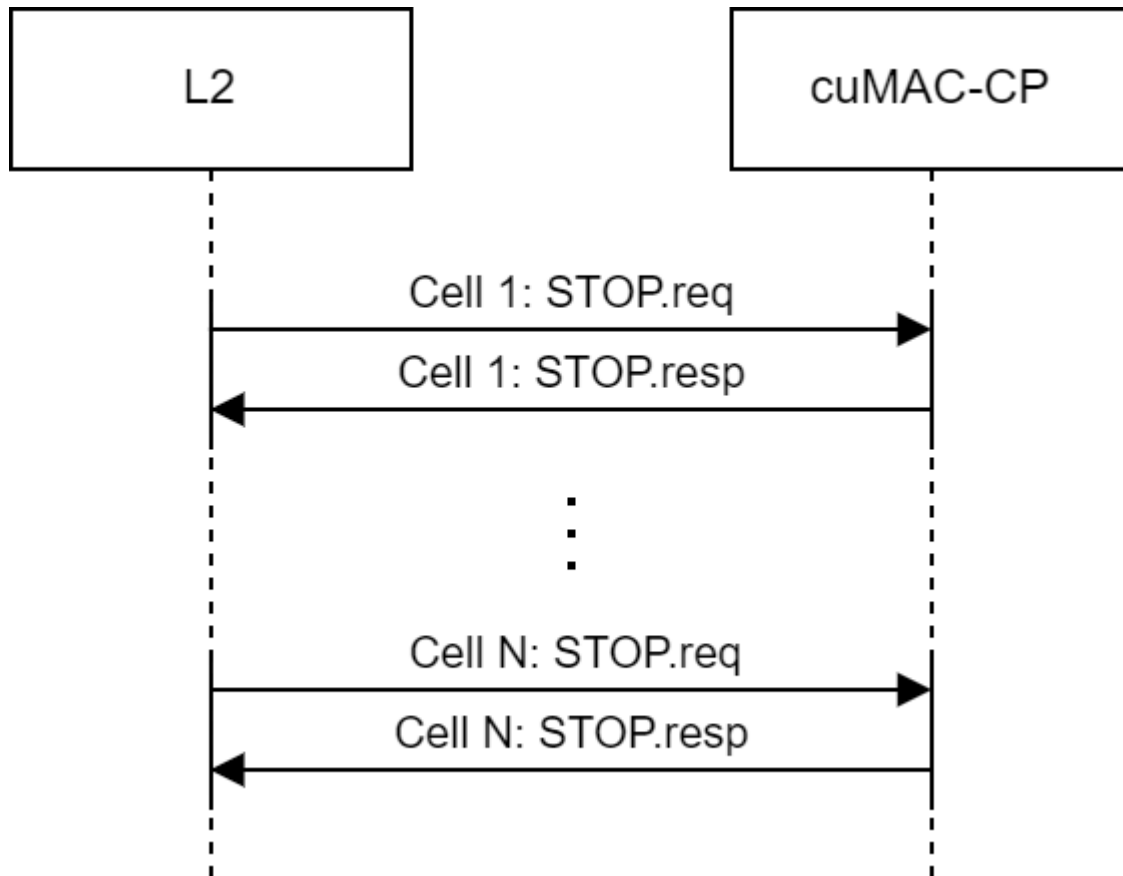 L2
cuMAC-CP
Cell 1: STOP.req
Cell 1: STOP.resp
Cell N: STOP.req
Cell N: STOP.resp